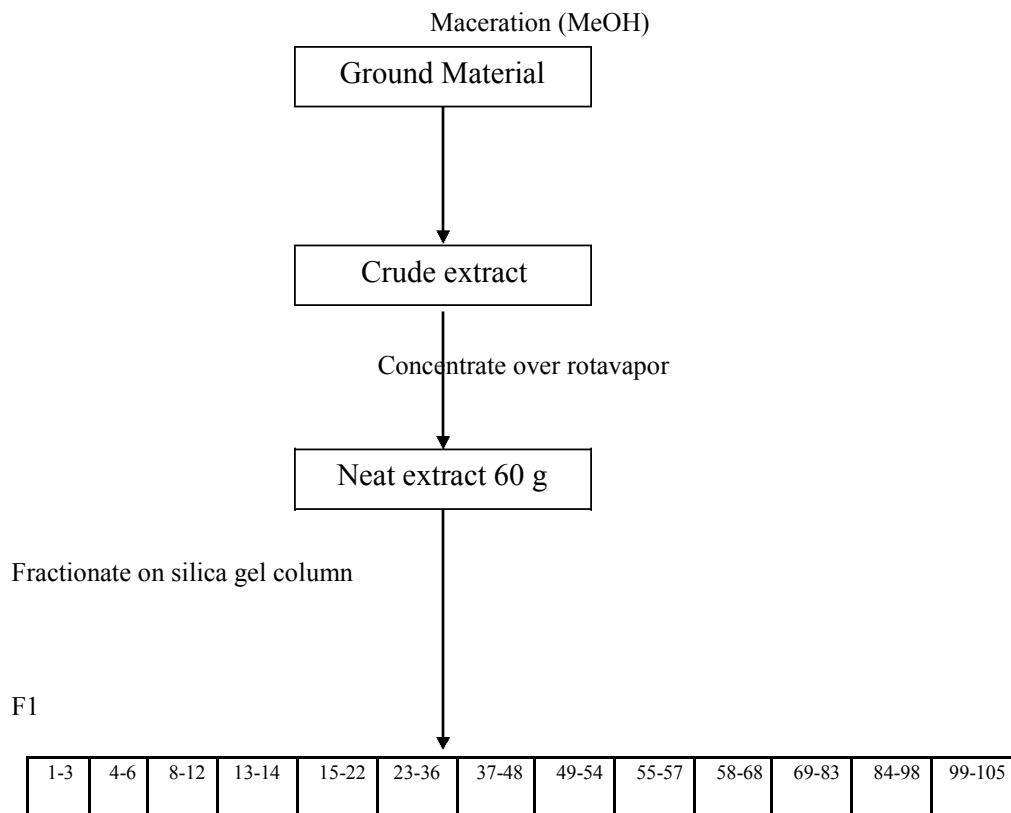 Maceration (MeOH)
Ground Material
Crude extract
Concentrate over rotavapor
Neat extract 60 g
Fractionate on silica gel column
F1
1-3 4-6 8-12 13-14 15-22 23-36 37-48 49-54 55-57 58-68 69-83 84-98 99-105